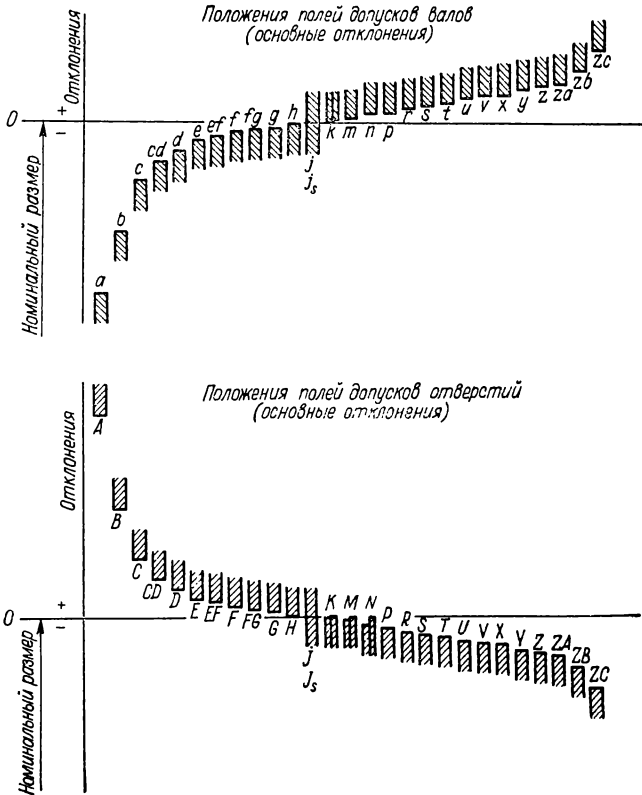 Положения полей допусков валов
(основные отклонения)
Отклонения
+
0
−
Номинальный размер
a
b
c
cd
d
e
ef
f
fg
g
h
j
js
k
m
n
p
r
s
t
u
v
x
y
z
za
zb
zc
Положения полей допусков отверстий
(основные отклонения)
Отклонения
+
0
−
Номинальный размер
A
B
C
CD
D
E
EF
F
FG
G
H
j
Js
K
M
N
P
R
S
T
U
V
X
Y
Z
ZA
ZB
ZC